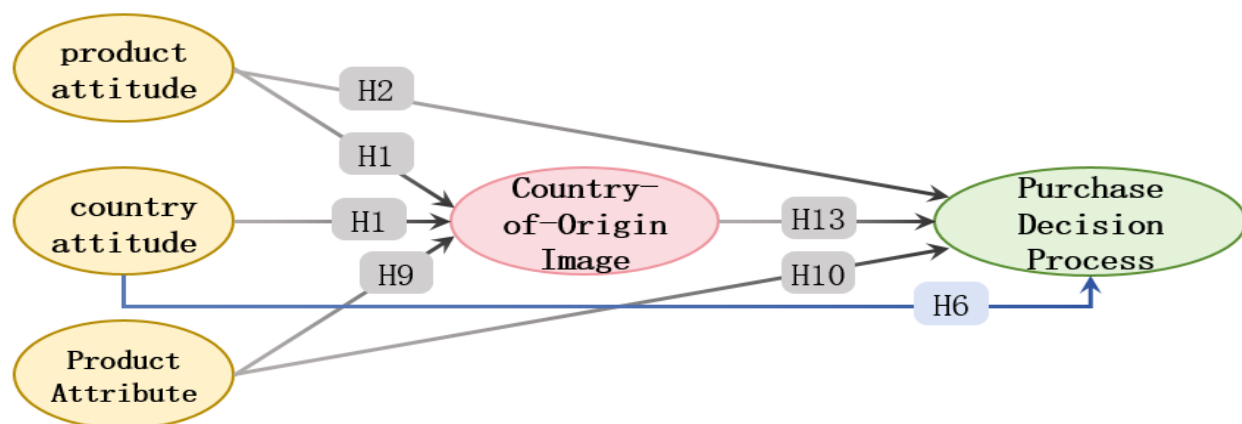 product
attitude
H2
H1
country
attitude
H1
Country-
of-Origin
Image
H13
Purchase
Decision
Process
H9
H10
H6
Product
Attribute